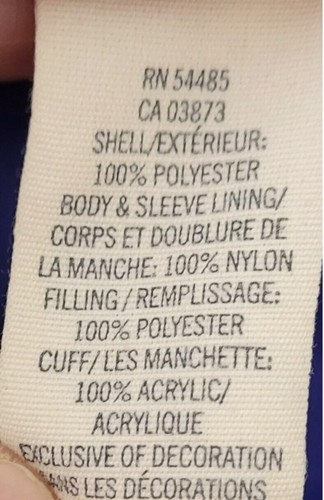 RN 54485
CA 03873
SHELL/EXTÉRIEUR:
100% POLYESTER
BODY & SLEEVE LINING/
CORPS ET DOUBLURE DE
LA MANCHE: 100% NYLON
FILLING / REMPLISSAGE:
100% POLYESTER
CUFF/ LES MANCHETTE:
100% ACRYLIC/
ACRYLIQUE
EXCLUSIVE OF DECORATION
SANS LES DÉCORATIONS